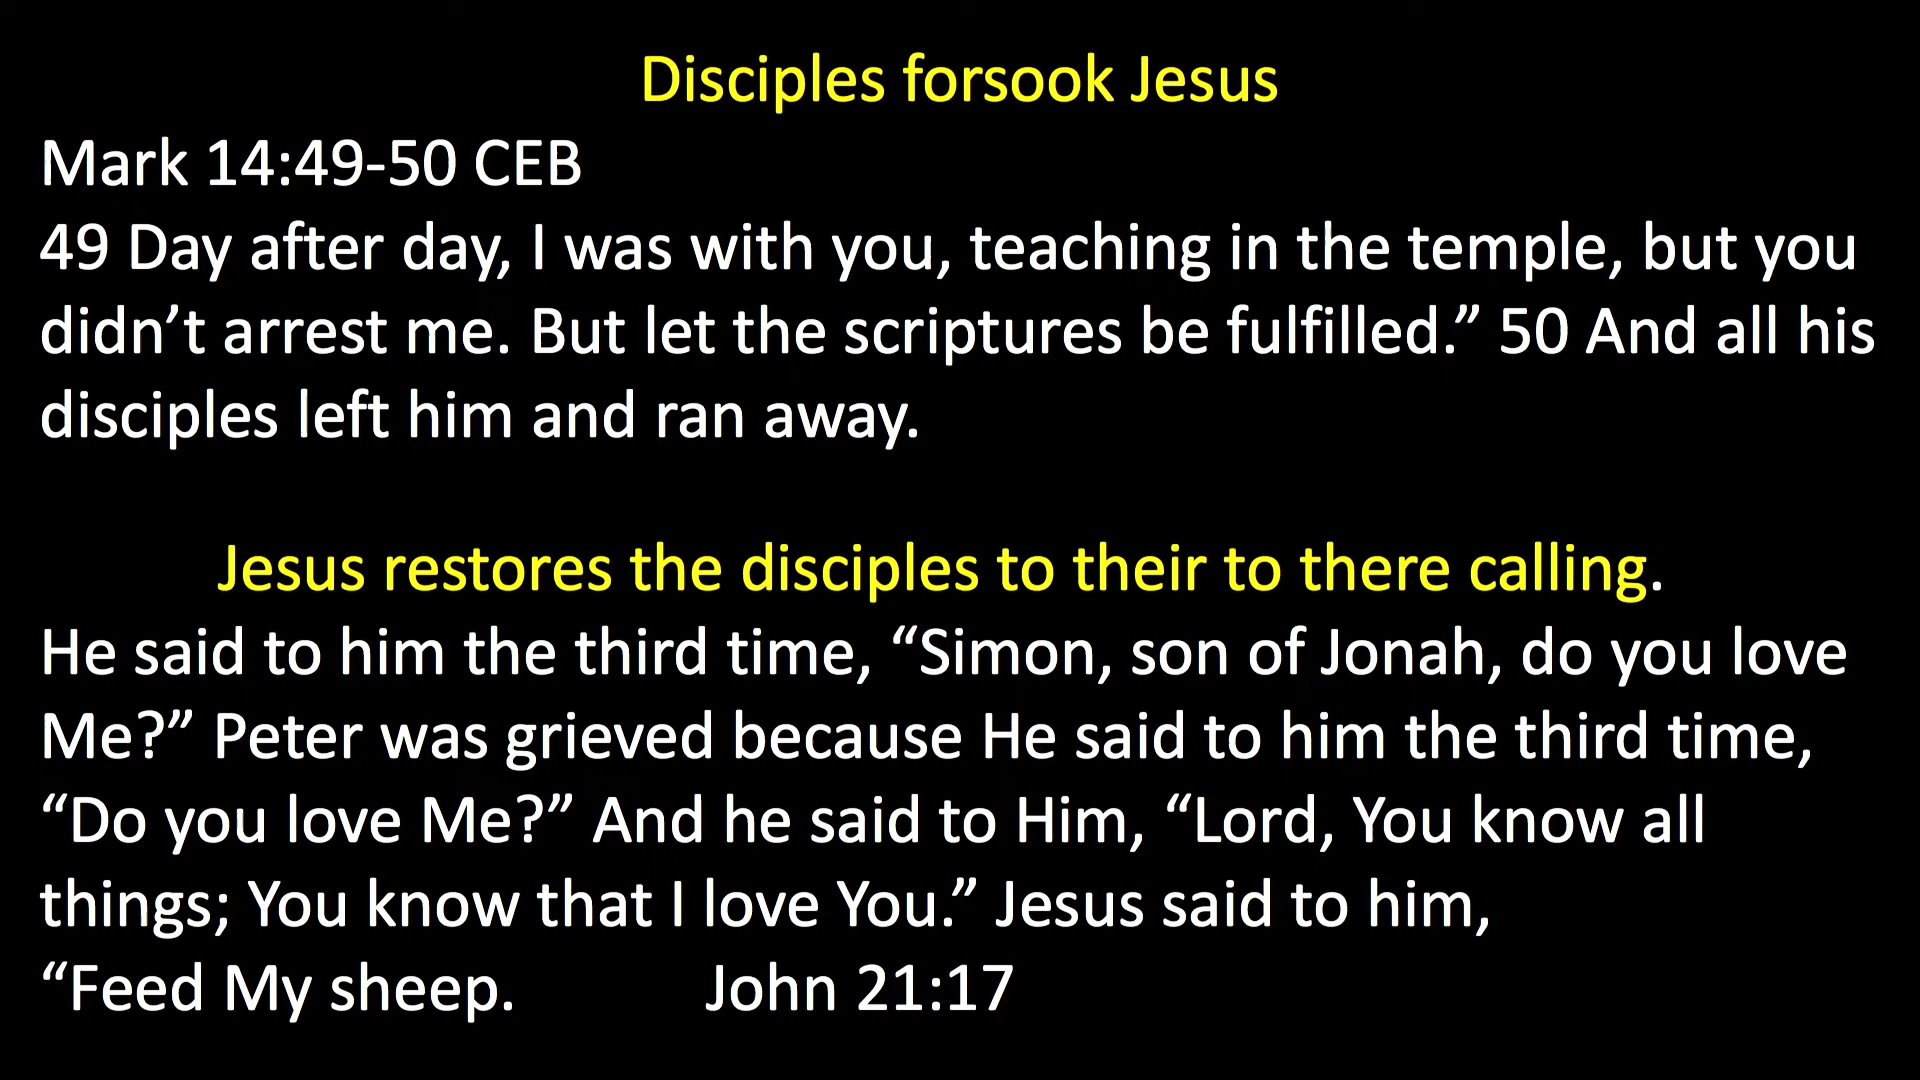 Disciples forsook Jesus
Mark 14:49-50 CEB
49 Day after day, I was with you, teaching in the temple, but you
didn’t arrest me. But let the scriptures be fulfilled.” 50 And all his
disciples left him and ran away.
Jesus restores the disciples to their to there calling.
He said to him the third time, “Simon, son of Jonah, do you love
Me?” Peter was grieved because He said to him the third time,
“Do you love Me?” And he said to Him, “Lord, You know all
things; You know that I love You.” Jesus said to him,
“Feed My sheep. John 21:17